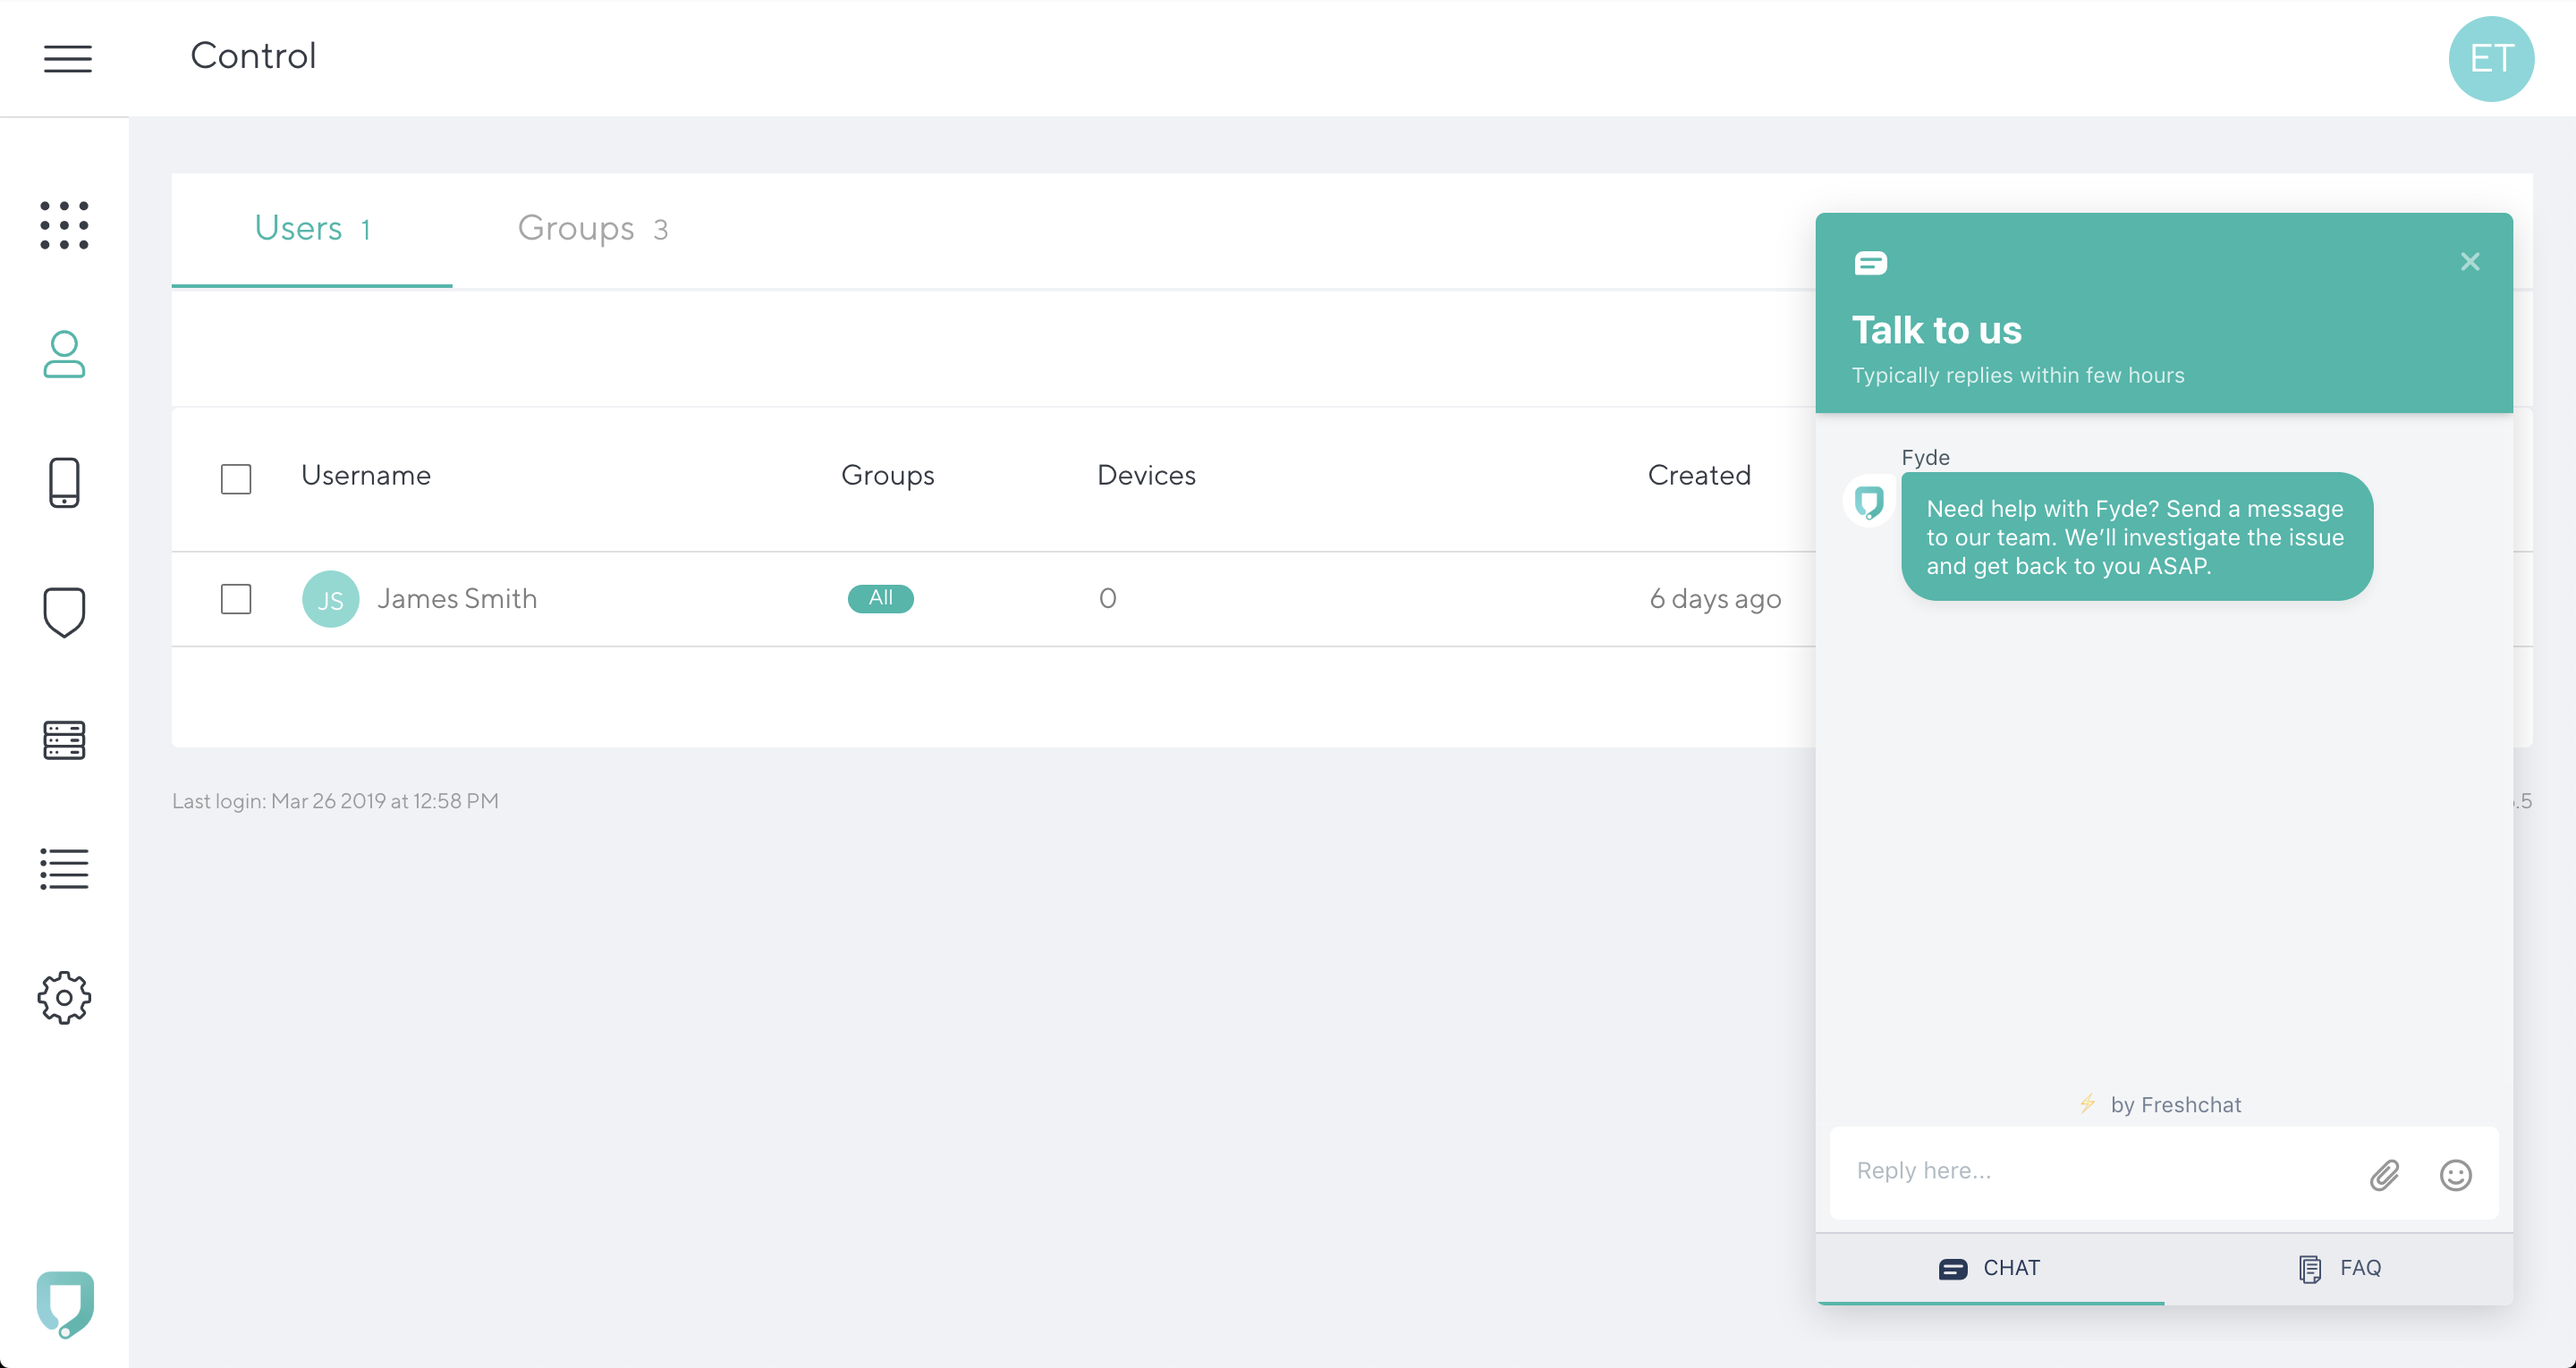 Control
ET
Users 1
Groups 3
Talk to us
Typically replies within few hours
Username Groups Devices Created
Fyde
Need help with Fyde? Send a message
to our team. We’ll investigate the issue
and get back to you ASAP.
JS James Smith All 0 6 days ago
Last login: Mar 26 2019 at 12:58 PM
.5
by Freshchat
Reply here...
CHAT
FAQ